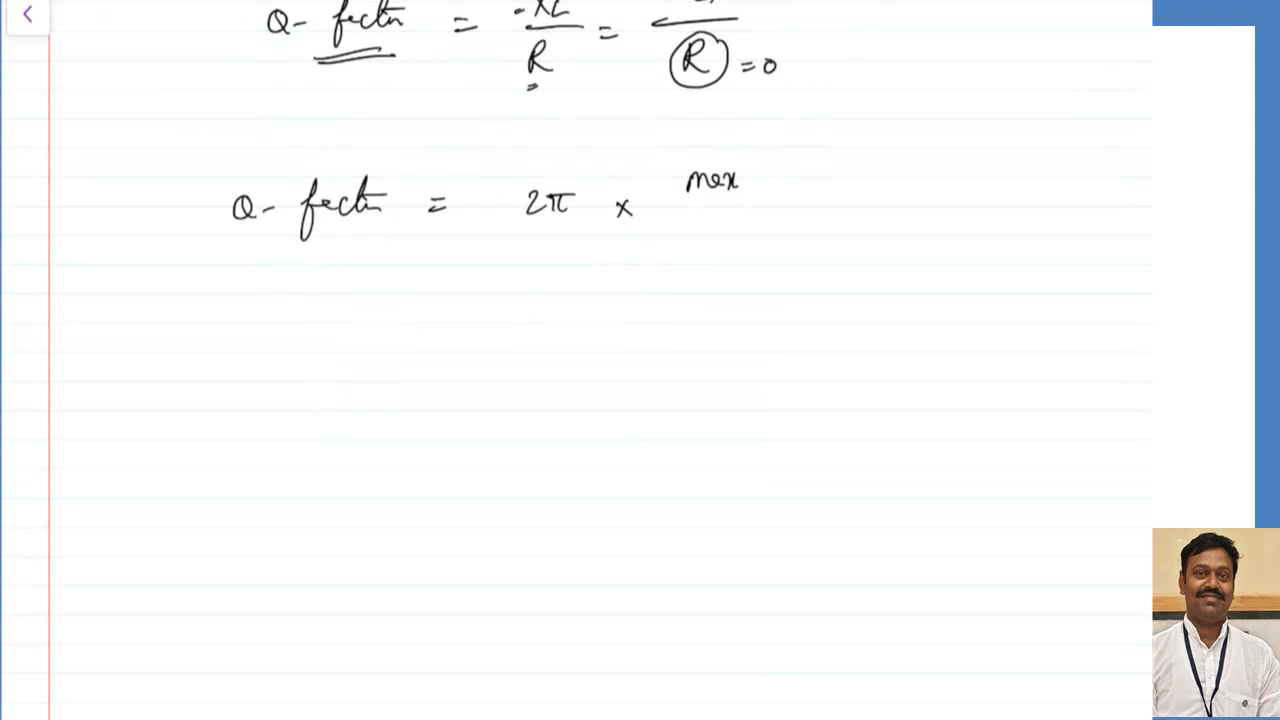 Q- factor = XL / R = / R = 0
Q- factor = 2π × max